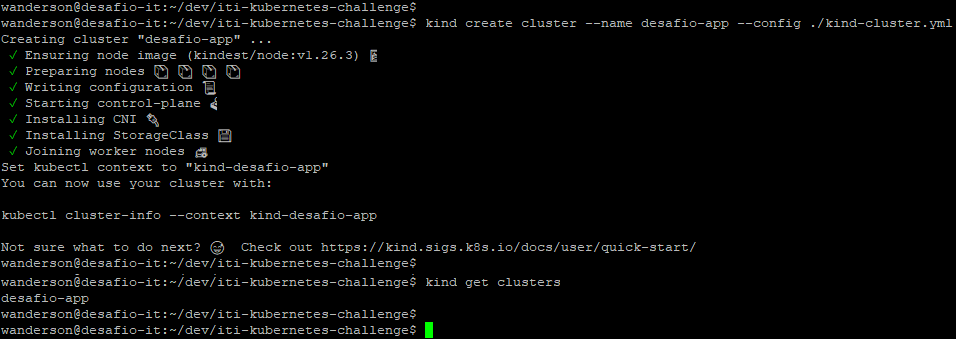 wanderson@desafio-it:~/dev/iti-kubernetes-challenge$
wanderson@desafio-it:~/dev/iti-kubernetes-challenge$ kind create cluster --name desafio-app --config ./kind-cluster.yml
Creating cluster "desafio-app" ...
✓ Ensuring node image (kindest/node:v1.26.3)
✓ Preparing nodes
✓ Writing configuration
✓ Starting control-plane
✓ Installing CNI
✓ Installing StorageClass
✓ Joining worker nodes
Set kubectl context to "kind-desafio-app"
You can now use your cluster with:
kubectl cluster-info --context kind-desafio-app
Not sure what to do next? 😅 Check out https://kind.sigs.k8s.io/docs/user/quick-start/
wanderson@desafio-it:~/dev/iti-kubernetes-challenge$
wanderson@desafio-it:~/dev/iti-kubernetes-challenge$ kind get clusters
desafio-app
wanderson@desafio-it:~/dev/iti-kubernetes-challenge$
wanderson@desafio-it:~/dev/iti-kubernetes-challenge$